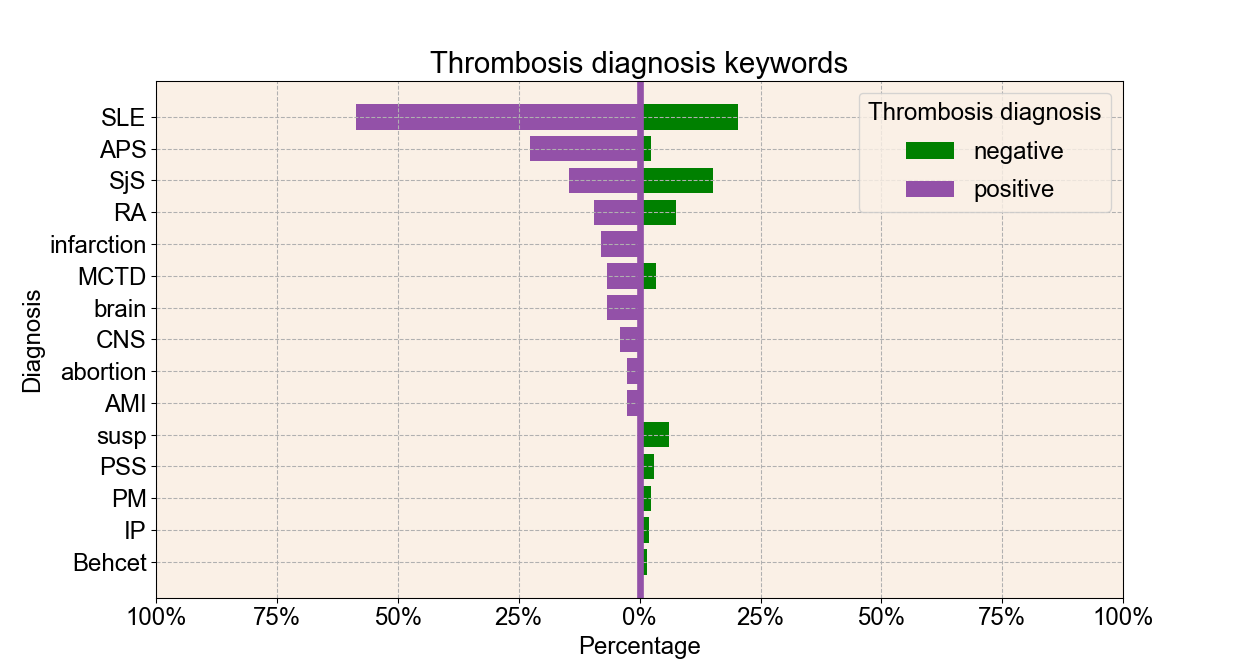 Thrombosis diagnosis keywords
Thrombosis diagnosis
negative
positive
Diagnosis
SLE
APS
SjS
RA
infarction
MCTD
brain
CNS
abortion
AMI
susp
PSS
PM
IP
Behcet
100% 75% 50% 25% 0% 25% 50% 75% 100%
Percentage